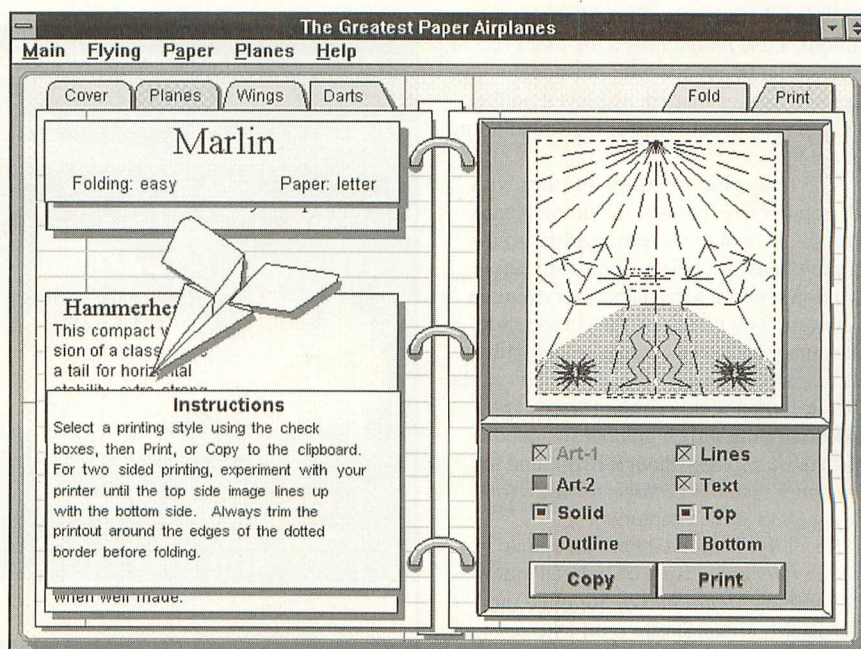 The Greatest Paper Airplanes
Main Flying Paper Planes Help
Cover Planes Wings Darts
Fold Print
Marlin
Folding: easy Paper: letter
This compact
sion of a
a tail for
Instructions
Select a printing style using the check
boxes, then Print, or Copy to the clipboard.
For two sided printing, experiment with your
printer until the top side image lines up
with the bottom side. Always trim the
printout around the edges of the dotted
border before folding.
when well made.
Art-1 Lines
Art-2 Text
Solid Top
Outline Bottom
Copy Print